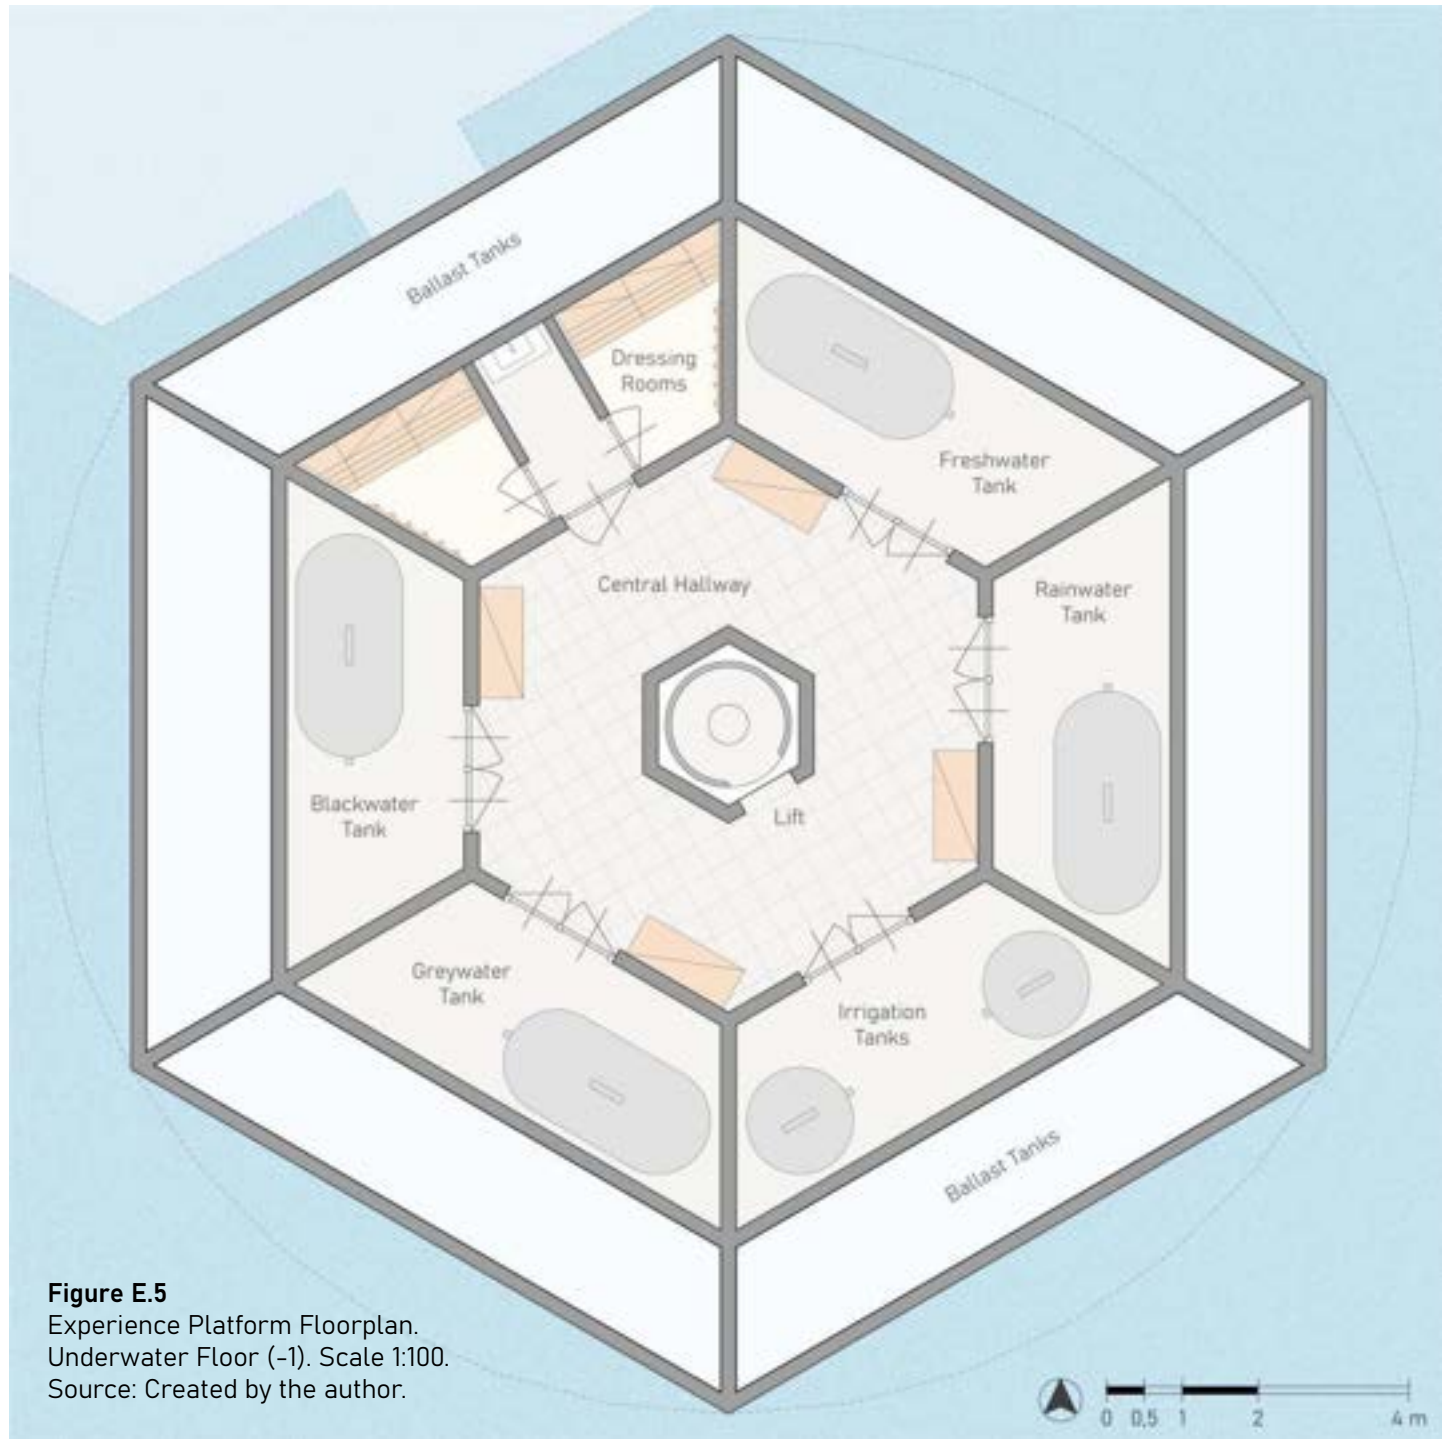 Ballast Tanks
Dressing
Rooms
Freshwater
Tank
Central Hallway
Rainwater
Tank
Blackwater
Tank
Lift
Greywater
Tank
Irrigation
Tanks
Ballast Tanks
Figure E.5
Experience Platform Floorplan.
Underwater Floor (-1). Scale 1:100.
Source: Created by the author.
0 0,5 1 2 4 m